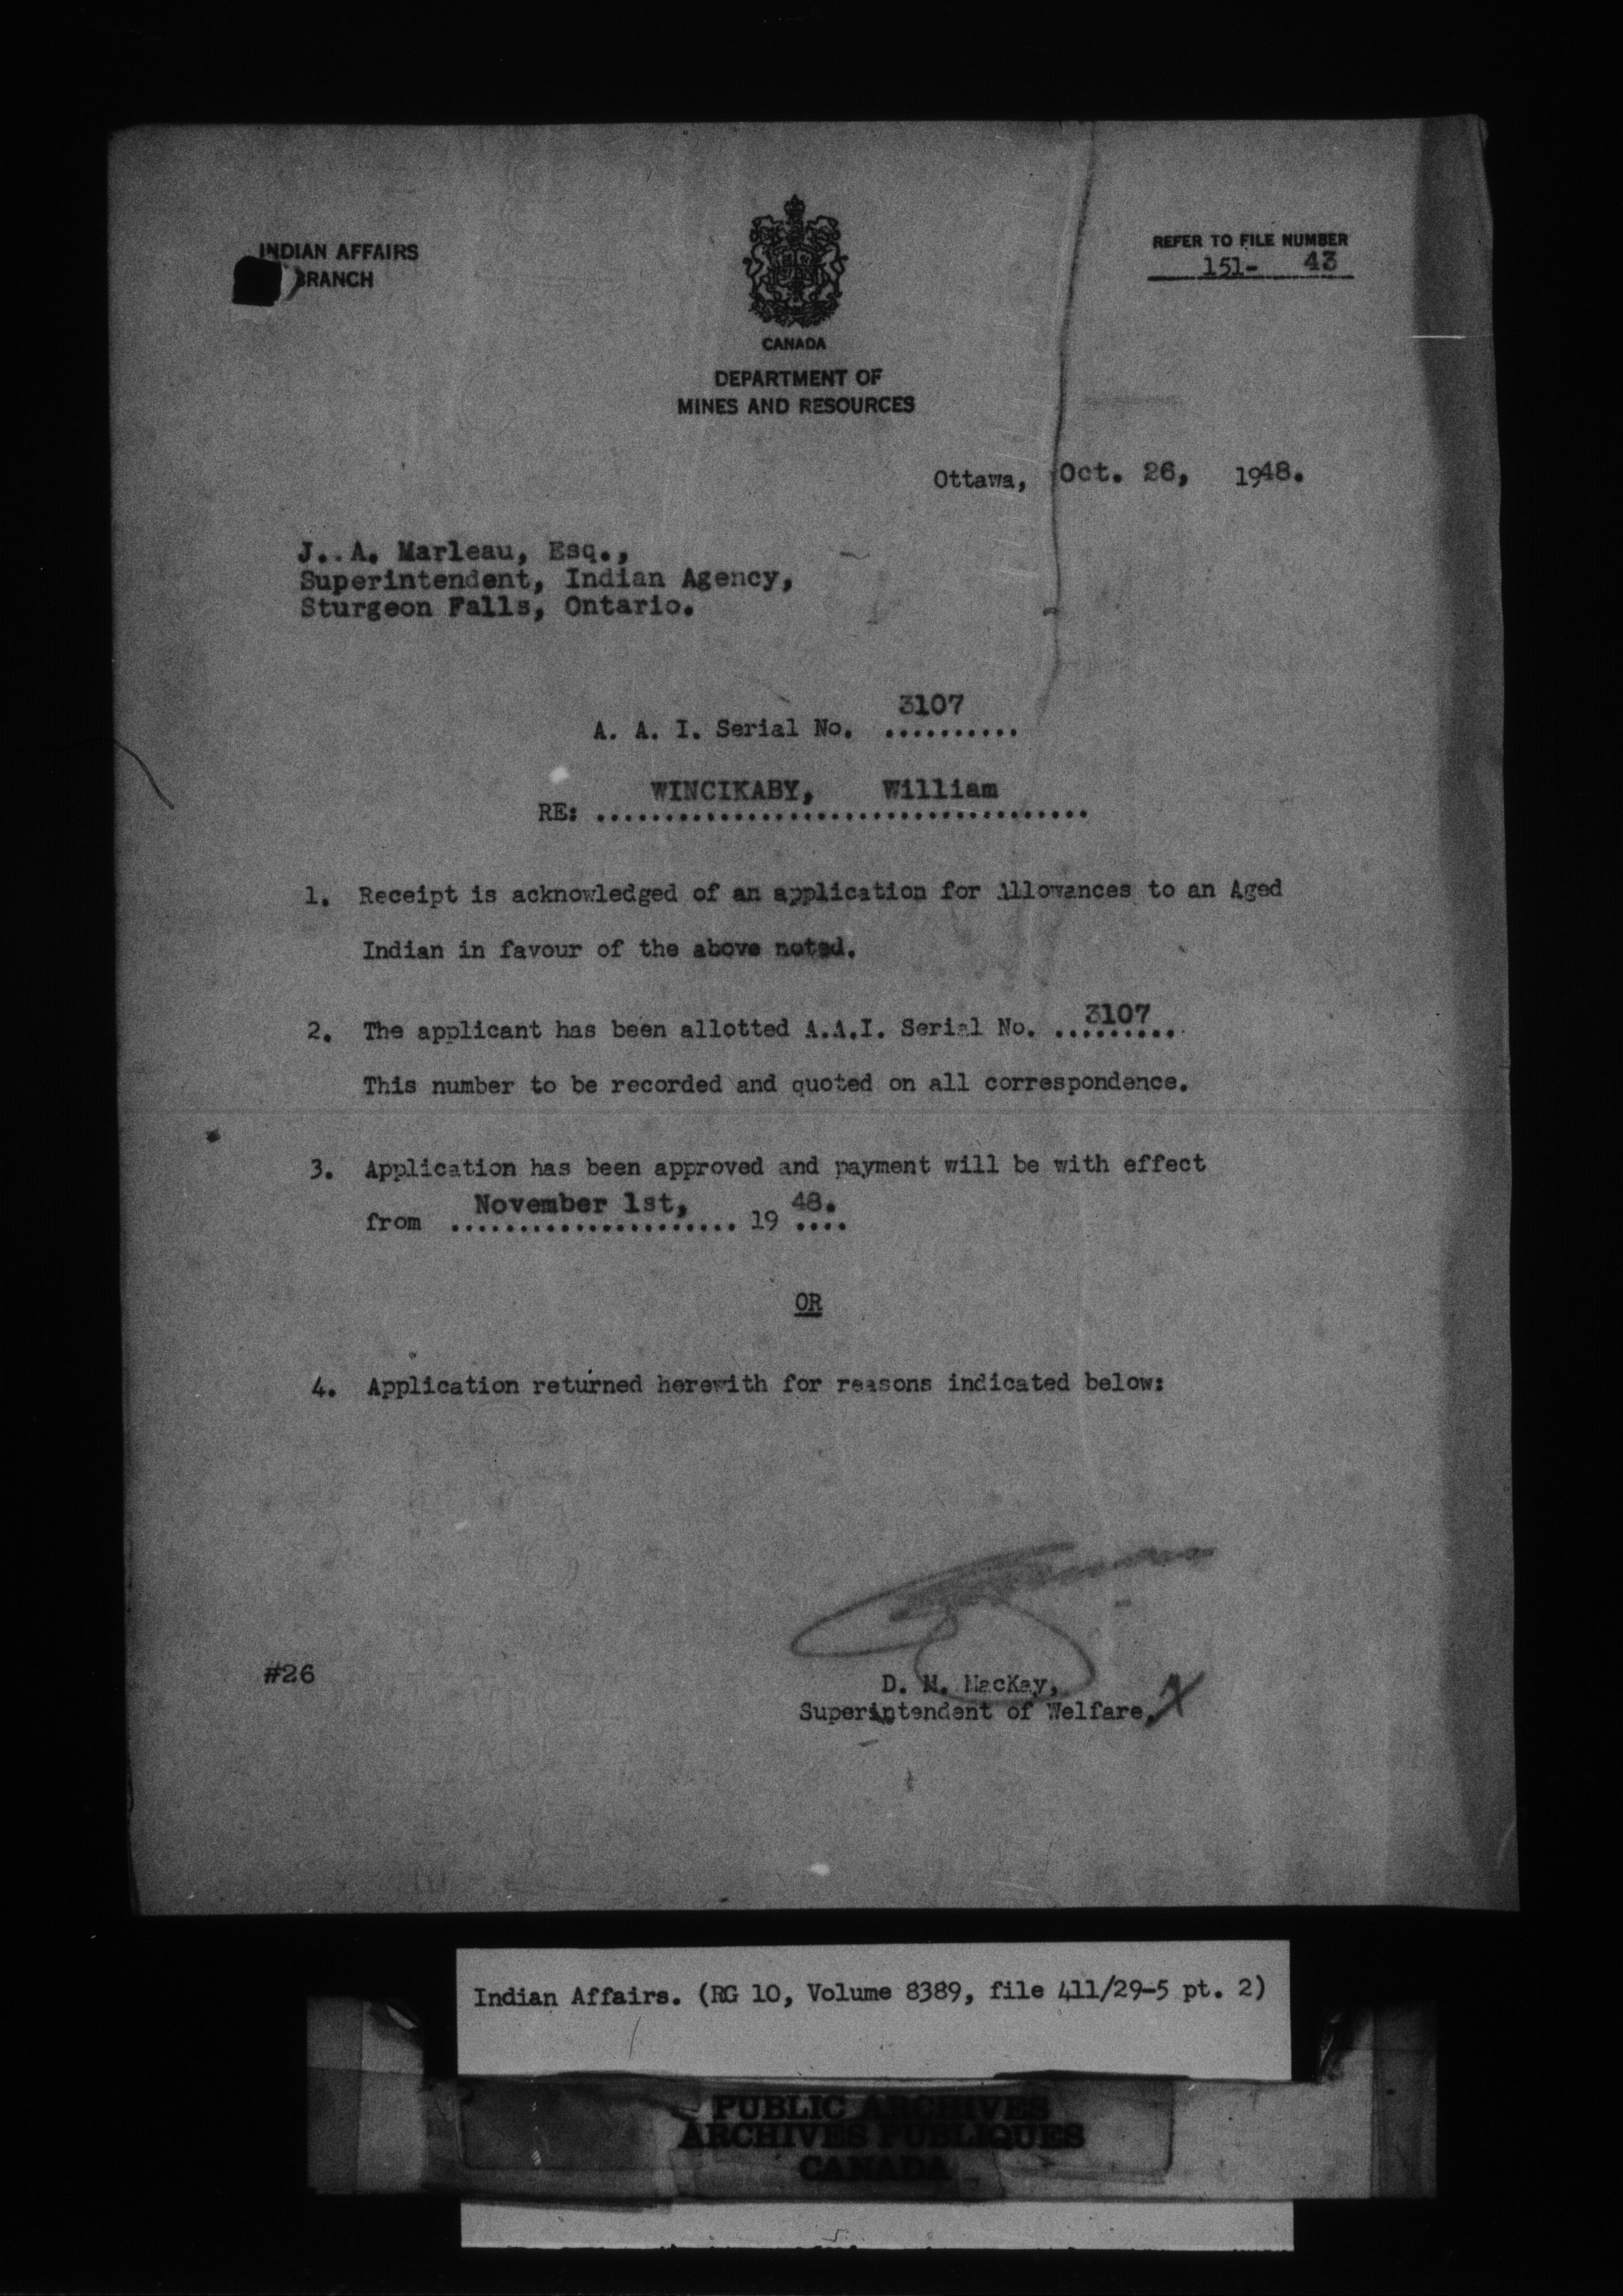 INDIAN AFFAIRS
BRANCH
REFER TO FILE NUMBER
151- 43
CANADA
DEPARTMENT OF
MINES AND RESOURCES
Ottawa, Oct. 26, 1948.
J. A. Marleau, Esq.,
Superintendent, Indian Agency,
Sturgeon Falls, Ontario.
A. A. I. Serial No. 3107
RE: WINCIKABY, William
1. Receipt is acknowledged of an application for Allowances to an Aged
Indian in favour of the above noted.
2. The applicant has been allotted A.A.I. Serial No. 3107
This number to be recorded and quoted on all correspondence.
3. Application has been approved and payment will be with effect
from November 1st, 19 48.
OR
4. Application returned herewith for reasons indicated below:
#26
D. M. MacKay,
Superintendent of Welfare.
Indian Affairs. (RG 10, Volume 8389, file 411/29-5 pt. 2)
PUBLIC ARCHIVES
ARCHIVES PUBLIQUES
CANADA